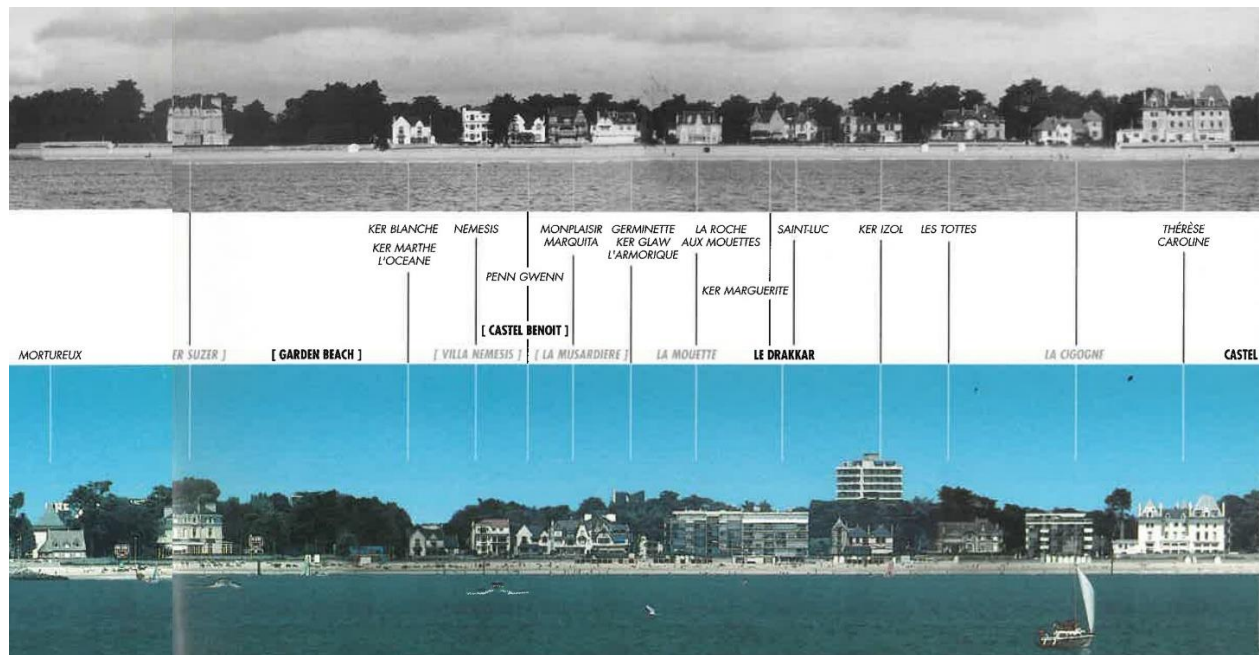 KER BLANCHE
KER MARTHE
L'OCEANE
NEMESIS
PENN GWENN
MONPLAISIR
MARQUITA
GERMINETTE
KER GLAW
L'ARMORIQUE
LA ROCHE
AUX MOUETTES
KER MARGUERITE
SAINT-LUC
KER IZOL
LES TOTTES
THÉRÈSE
CAROLINE
[ CASTEL BENOIT ]
MORTUREUX
ER SUZER ]
[ GARDEN BEACH ]
[ VILLA NEMESIS ]
[ LA MUSARDIERE ]
LA MOUETTE
LE DRAKKAR
LA CIGOGNE
CASTEL